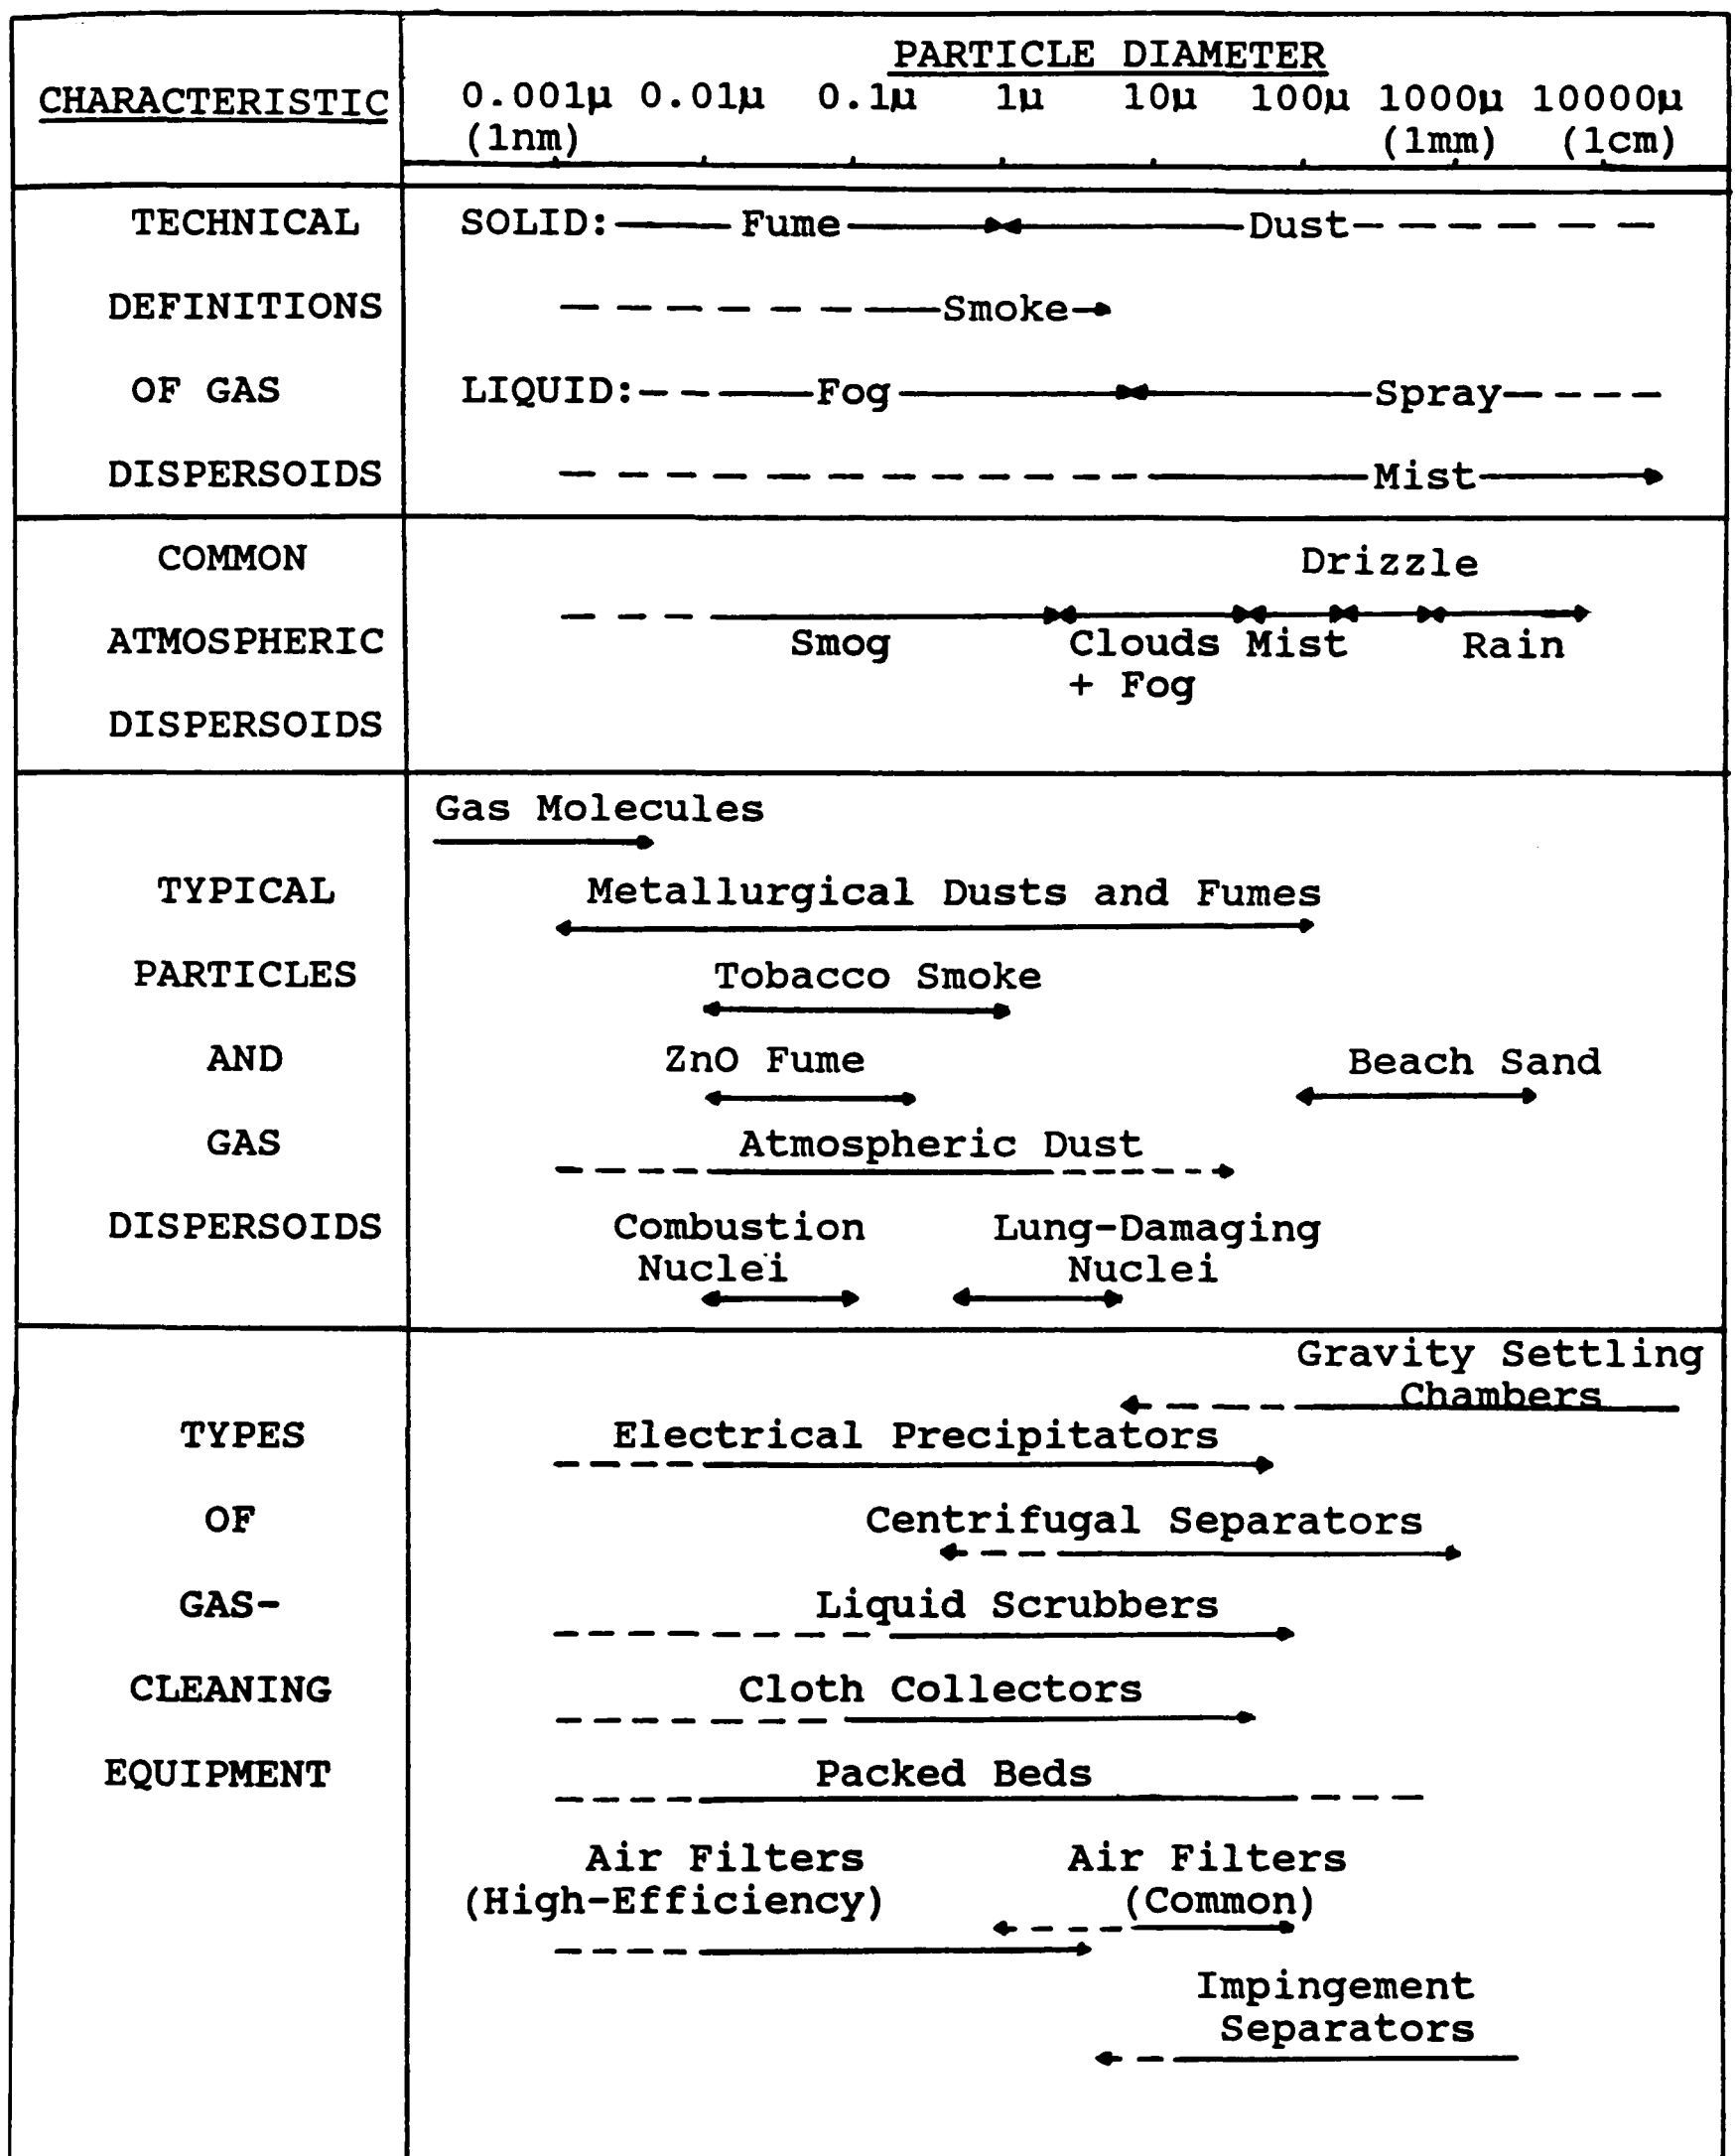 PARTICLE DIAMETER
CHARACTERISTIC 0.001µ 0.01µ 0.1µ 1µ 10µ 100µ 1000µ 10000µ
(1nm) (1mm) (1cm)
TECHNICAL SOLID: Fume Dust
DEFINITIONS Smoke
OF GAS LIQUID: Fog Spray
DISPERSOIDS Mist
COMMON Drizzle
ATMOSPHERIC Smog Clouds Mist Rain
+ Fog
DISPERSOIDS
Gas Molecules
TYPICAL Metallurgical Dusts and Fumes
PARTICLES Tobacco Smoke
AND ZnO Fume Beach Sand
GAS Atmospheric Dust
DISPERSOIDS Combustion Lung-Damaging
Nuclei Nuclei
Gravity Settling
Chambers
TYPES Electrical Precipitators
OF Centrifugal Separators
GAS- Liquid Scrubbers
CLEANING Cloth Collectors
EQUIPMENT Packed Beds
Air Filters Air Filters
(High-Efficiency) (Common)
Impingement
Separators